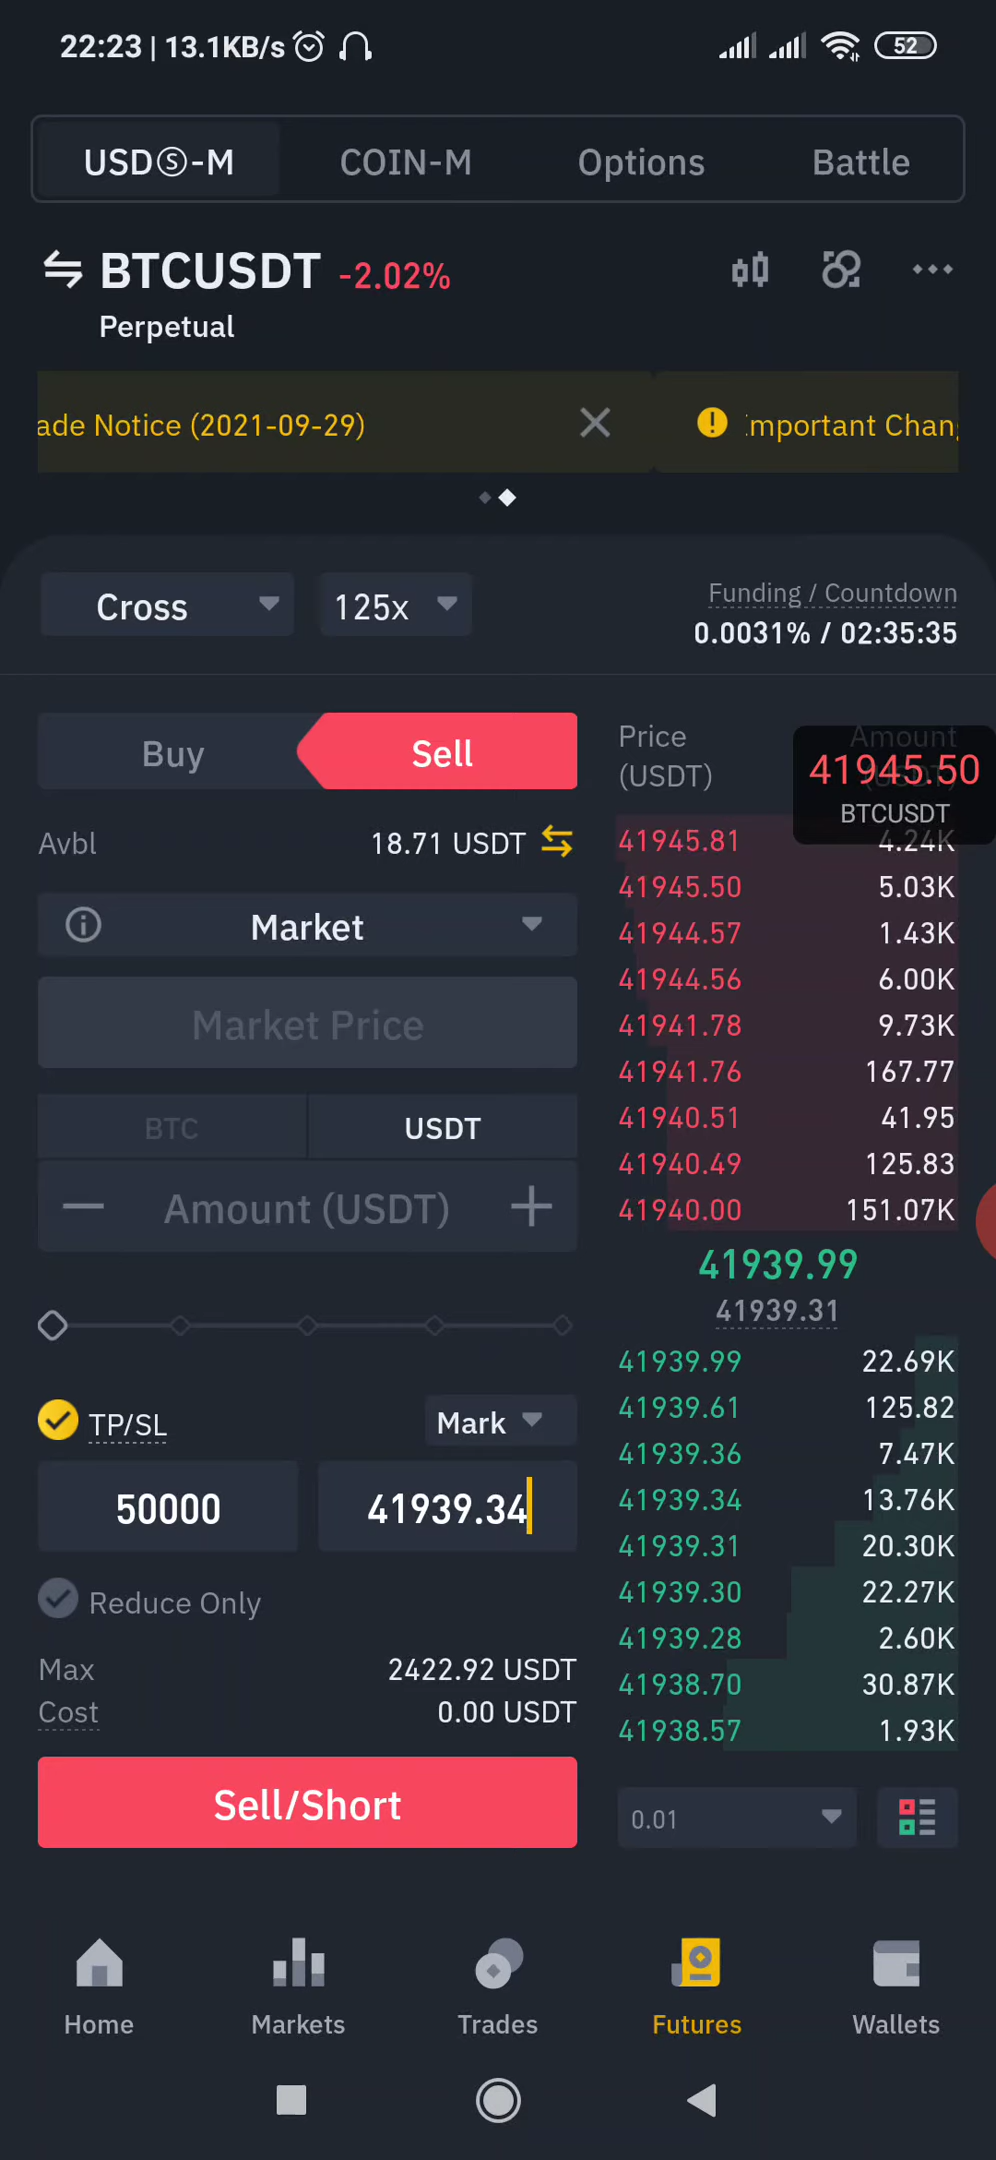 22:23 | 13.1KB/s 52
USDⓈ-M COIN-M Options Battle
BTCUSDT -2.02%
Perpetual
ade Notice (2021-09-29) Important Chan
Cross 125x Funding / Countdown
0.0031% / 02:35:35
Buy Sell
Price (USDT) Amount
41945.50
BTCUSDT
Avbl 18.71 USDT
Market
Market Price
BTC USDT
Amount (USDT)
41945.81 4.24K
41945.50 5.03K
41944.57 1.43K
41944.56 6.00K
41941.78 9.73K
41941.76 167.77
41940.51 41.95
41940.49 125.83
41940.00 151.07K
41939.99
41939.31
41939.99 22.69K
41939.61 125.82
41939.36 7.47K
41939.34 13.76K
41939.31 20.30K
41939.30 22.27K
41939.28 2.60K
41938.70 30.87K
41938.57 1.93K
TP/SL Mark
50000 41939.34
Reduce Only
Max 2422.92 USDT
Cost 0.00 USDT
Sell/Short
0.01
Home Markets Trades Futures Wallets